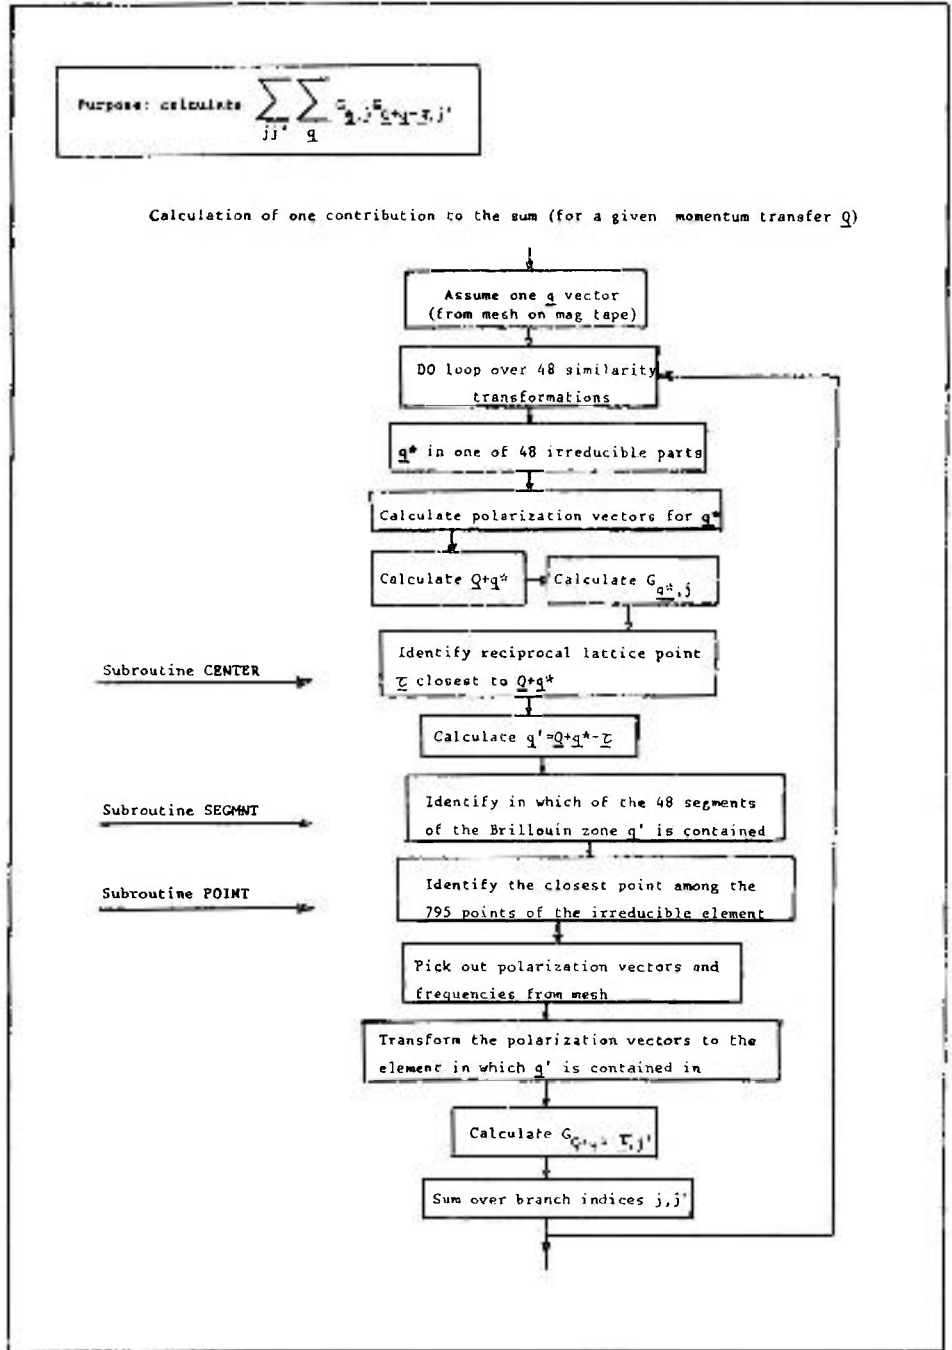 Purpose: calculate ∑ ∑ G
jj' q q,j Q+q-τ,j'
Calculation of one contribution to the sum (for a given momentum transfer Q)
Assume one q vector
(from mesh on mag tape)
DO loop over 48 similarity
transformations
q* in one of 48 irreducible parts
Calculate polarization vectors for q*
Calculate Q+q*
Calculate G q*,j
Subroutine CENTER
Identify reciprocal lattice point
τ closest to Q+q*
Calculate q'=Q+q*-τ
Subroutine SEGMNT
Identify in which of the 48 segments
of the Brillouin zone q' is contained
Subroutine POINT
Identify the closest point among the
795 points of the irreducible element
Pick out polarization vectors and
frequencies from mesh
Transform the polarization vectors to the
element in which q' is contained in
Calculate G
Sum over branch indices j,j'